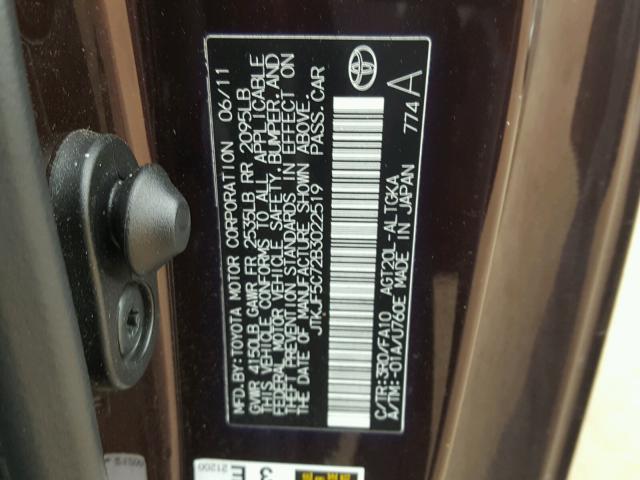 MFD.BY:TOYOTA MOTOR CORPORATION 06/11
GVWR 4150LB GAWR FR 2535LB RR 2095LB
THIS VEHICLE CONFORMS TO ALL APPLICABLE
FEDERAL MOTOR VEHICLE SAFETY,BUMPER,AND
THEFT PREVENTION STANDARDS IN EFFECT ON
THE DATE OF MANUFACTURE SHOWN ABOVE.
JTKJF5C72B3022519 PASS.CAR
C/TR:3R0/FA10 AGT20L-ALTGKA 774A
A/TM:-01A/U760E MADE IN JAPAN
21200